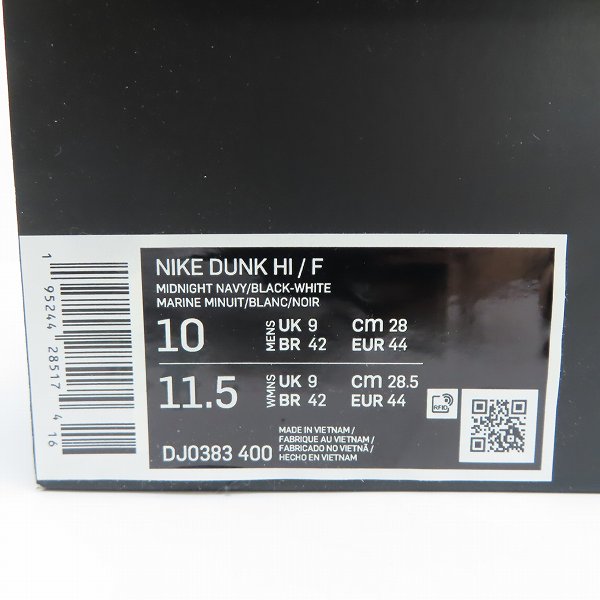 NIKE DUNK HI / F
MIDNIGHT NAVY/BLACK-WHITE
MARINE MINUIT/BLANC/NOIR
10 MENS UK 9 cm 28
BR 42 EUR 44
11.5 WMNS UK 9 cm 28.5
BR 42 EUR 44
RFID
DJ0383 400
MADE IN VIETNAM /
FABRIQUE AU VIETNAM /
FABRICADO NO VIETNÃ /
HECHO EN VIETNAM
1 95244 28517 4 16